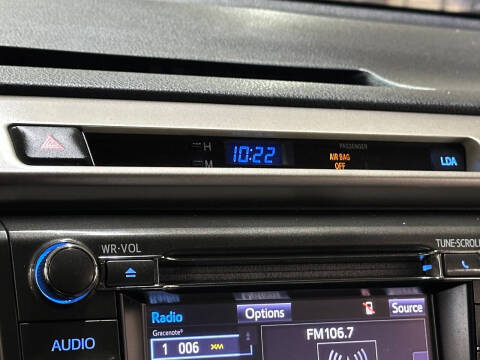 H
10:22
PASSENGER
AIR BAG
OFF
M
LDA
WR·VOL
TUNE·SCROLL
Radio
Options
Source
Gracenote®
FM106.7
AUDIO
1 006